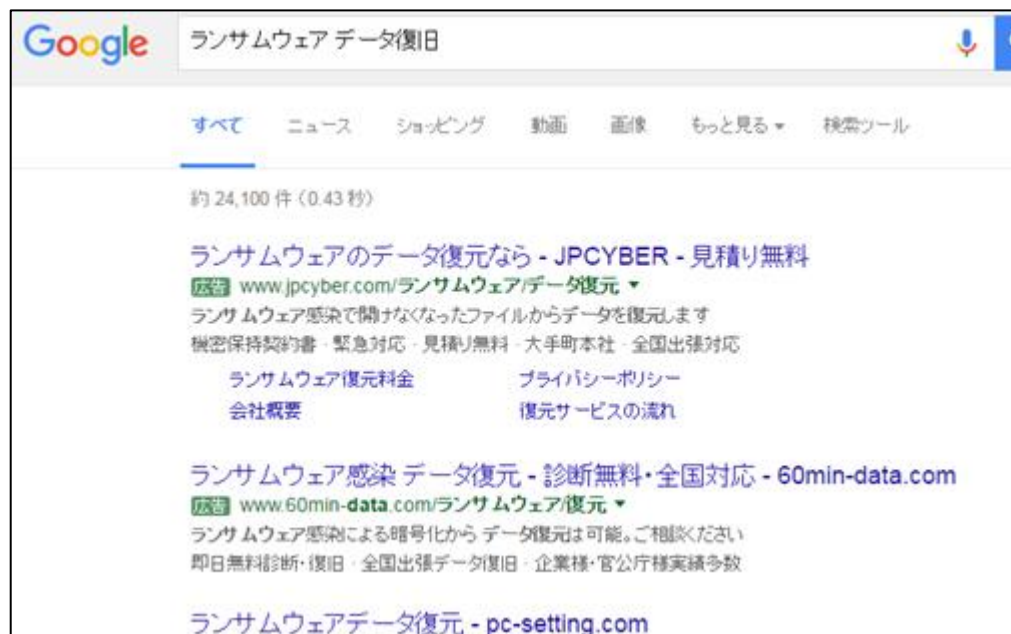 Google ランサムウェア データ復旧
すべて ニュース ショッピング 動画 画像 もっと見る ▾ 検索ツール
約 24,100 件 (0.43 秒)
ランサムウェアのデータ復元なら - JPCYBER - 見積り無料
広告 www.jpcyber.com/ランサムウェア/データ復元 ▾
ランサムウェア感染で開けなくなったファイルからデータを復元します
機密保持契約書 · 緊急対応 · 見積り無料 · 大手町本社 · 全国出張対応
ランサムウェア復元料金 プライバシーポリシー
会社概要 復元サービスの流れ
ランサムウェア感染 データ復元 - 診断無料・全国対応 - 60min-data.com
広告 www.60min-data.com/ランサムウェア/復元 ▾
ランサムウェア感染による暗号化から データ復元は可能。ご相談ください
即日無料診断・復旧 · 全国出張データ復旧 · 企業様・官公庁様実績多数
ランサムウェアデータ復元 - pc-setting.com